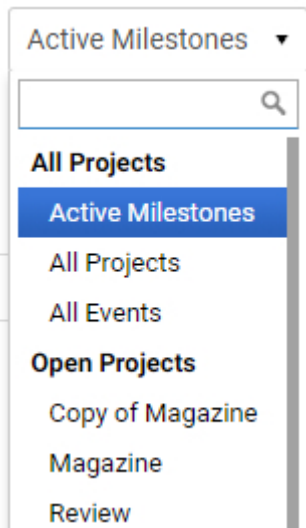 Active Milestones
All Projects
Active Milestones
All Projects
All Events
Open Projects
Copy of Magazine
Magazine
Review